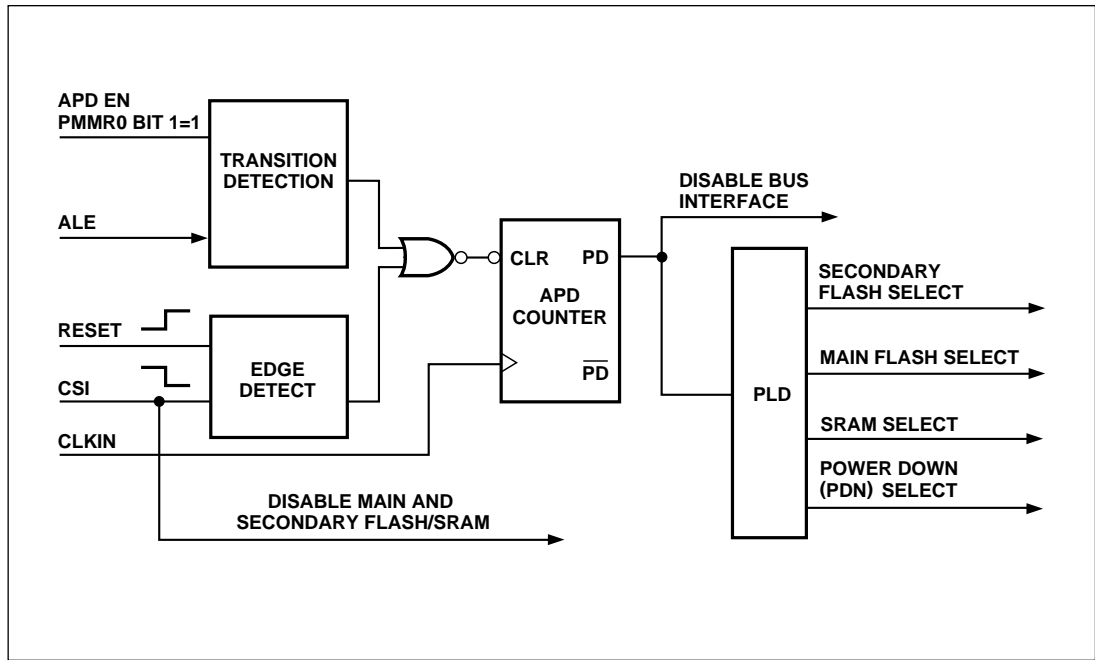 APD EN
PMMR0 BIT 1=1
TRANSITION
DETECTION
ALE
RESET
CSI
EDGE
DETECT
CLKIN
DISABLE MAIN AND
SECONDARY FLASH/SRAM
CLR
PD
APD
COUNTER
PD
DISABLE BUS
INTERFACE
PLD
SECONDARY
FLASH SELECT
MAIN FLASH SELECT
SRAM SELECT
POWER DOWN
(PDN) SELECT